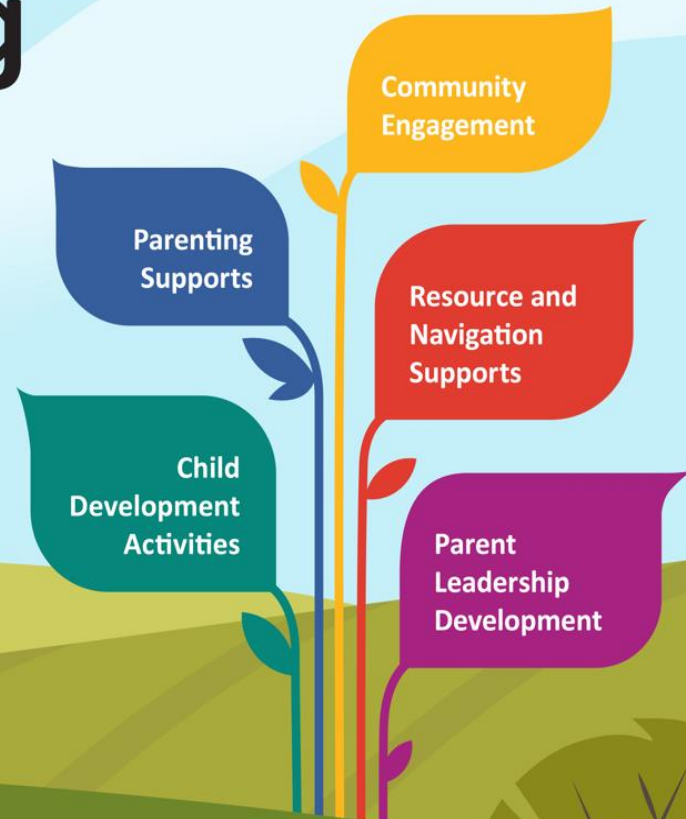 g
Community
Engagement
Parenting
Supports
Resource and
Navigation
Supports
Child
Development
Activities
Parent
Leadership
Development